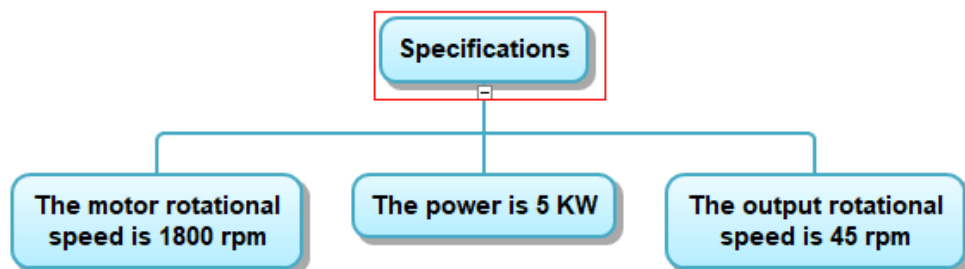 Specifications
The motor rotational
speed is 1800 rpm
The power is 5 KW
The output rotational
speed is 45 rpm